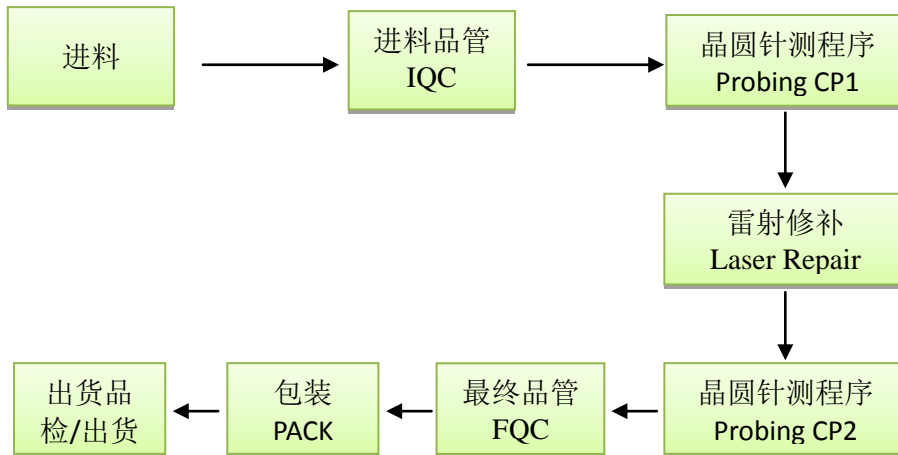 进料
进料品管
IQC
晶圆针测程序
Probing CP1
雷射修补
Laser Repair
晶圆针测程序
Probing CP2
最终品管
FQC
包装
PACK
出货品
检/出货